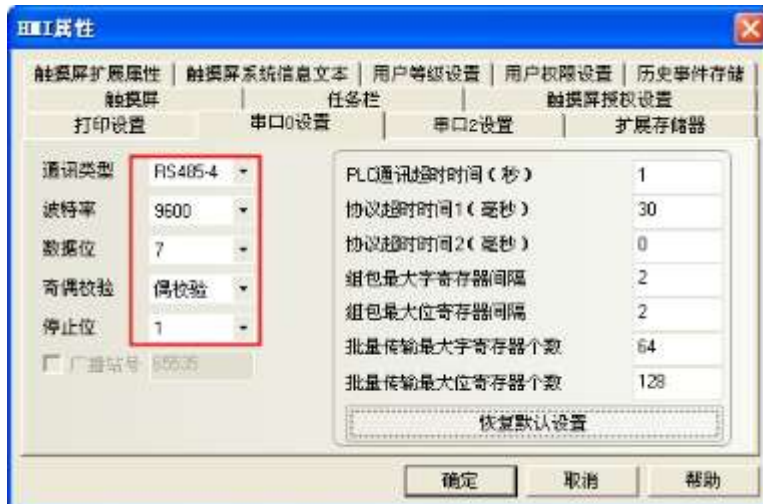 HMI属性
触摸屏扩展属性 触摸屏系统信息文本 用户等级设置 用户权限设置 历史事件存储
触摸屏 任务栏 触摸屏授权设置
打印设置 串口0设置 串口2设置 扩展存储器
通讯类型 RS485-4 PLC通讯超时时间(秒) 1
波特率 9600 协议超时时间1(毫秒) 30
数据位 7 协议超时时间2(毫秒) 0
奇偶校验 偶校验 组包最大字寄存器间隔 2
停止位 1 组包最大位寄存器间隔 2
广播站号 65535 批量传输最大字寄存器个数 64
批量传输最大位寄存器个数 128
恢复默认设置
确定 取消 帮助